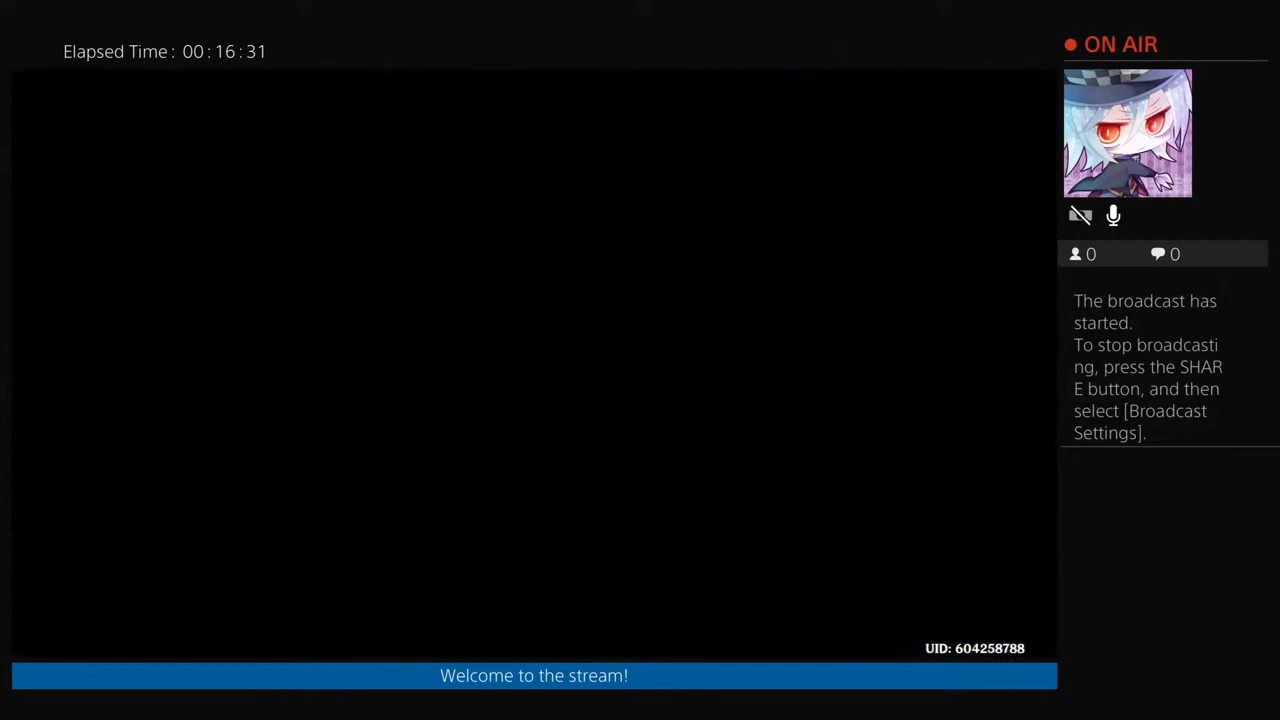 Elapsed Time: 00:16:31
ON AIR
0
0
The broadcast has
started.
To stop broadcasti
ng, press the SHAR
E button, and then
select [Broadcast
Settings].
UID: 604258788
Welcome to the stream!